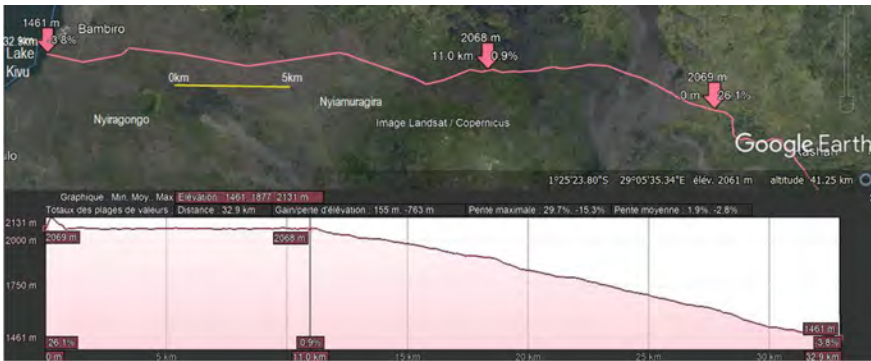 1461 m
Bambiro
32.9km -3.8%
Lake
Kivu
2068 m
11.0 km 0.9%
2069 m
0 m 26.1%
0km
5km
Nyiamuragira
Nyiragongo
Image Landsat / Copernicus
Google Earth
1°25'23.80"S 29°05'35.34"E élév. 2061 m altitude 41.25 km
Graphique : Min. Moy.. Max Élévation : 1461, 1877 2131 m
Totaux des plages de valeurs : Distance : 32.9 km Gain/perte d'élévation : 155 m, -763 m Pente maximale : 29.7%, -15.3% Pente moyenne : 1.9%, -2.8%
2131 m
2069 m
2068 m
2000 m
1750 m
1461 m
1461 m
26.1%
0.9%
-3.8%
0 m
5 km
11.0 km
15 km
20 km
25 km
30 km
32.9 km